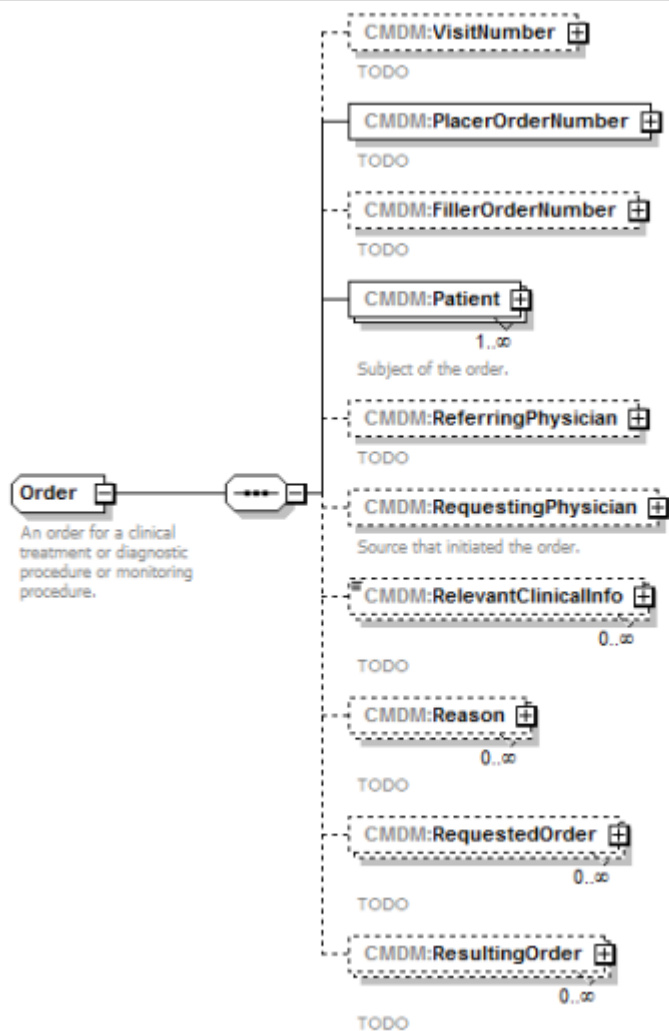 CMDM:VisitNumber
TODO
CMDM:PlacerOrderNumber
TODO
CMDM:FillerOrderNumber
TODO
CMDM:Patient
1..∞
Subject of the order.
CMDM:ReferringPhysician
TODO
Order
An order for a clinical
treatment or diagnostic
procedure or monitoring
procedure.
CMDM:RequestingPhysician
Source that initiated the order.
CMDM:RelevantClinicalInfo
0..∞
TODO
CMDM:Reason
0..∞
TODO
CMDM:RequestedOrder
0..∞
TODO
CMDM:ResultingOrder
0..∞
TODO